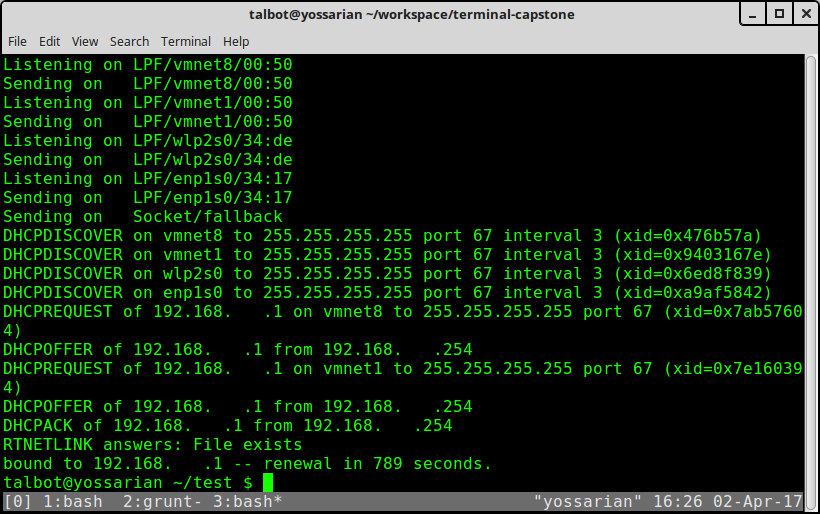 talbot@yossarian ~/workspace/terminal-capstone
File Edit View Search Terminal Help
Listening on LPF/vmnet8/00:50
Sending on   LPF/vmnet8/00:50
Listening on LPF/vmnet1/00:50
Sending on   LPF/vmnet1/00:50
Listening on LPF/wlp2s0/34:de
Sending on   LPF/wlp2s0/34:de
Listening on LPF/enp1s0/34:17
Sending on   LPF/enp1s0/34:17
Sending on   Socket/fallback
DHCPDISCOVER on vmnet8 to 255.255.255.255 port 67 interval 3 (xid=0x476b57a)
DHCPDISCOVER on vmnet1 to 255.255.255.255 port 67 interval 3 (xid=0x9403167e)
DHCPDISCOVER on wlp2s0 to 255.255.255.255 port 67 interval 3 (xid=0x6ed8f839)
DHCPDISCOVER on enp1s0 to 255.255.255.255 port 67 interval 3 (xid=0xa9af5842)
DHCPREQUEST of 192.168.   .1 on vmnet8 to 255.255.255.255 port 67 (xid=0x7ab5760
4)
DHCPOFFER of 192.168.   .1 from 192.168.   .254
DHCPREQUEST of 192.168.   .1 on vmnet1 to 255.255.255.255 port 67 (xid=0x7e16039
4)
DHCPOFFER of 192.168.   .1 from 192.168.   .254
DHCPACK of 192.168.   .1 from 192.168.   .254
RTNETLINK answers: File exists
bound to 192.168.   .1 -- renewal in 789 seconds.
talbot@yossarian ~/test $
[0] 1:bash  2:grunt- 3:bash*                         "yossarian" 16:26 02-Apr-17